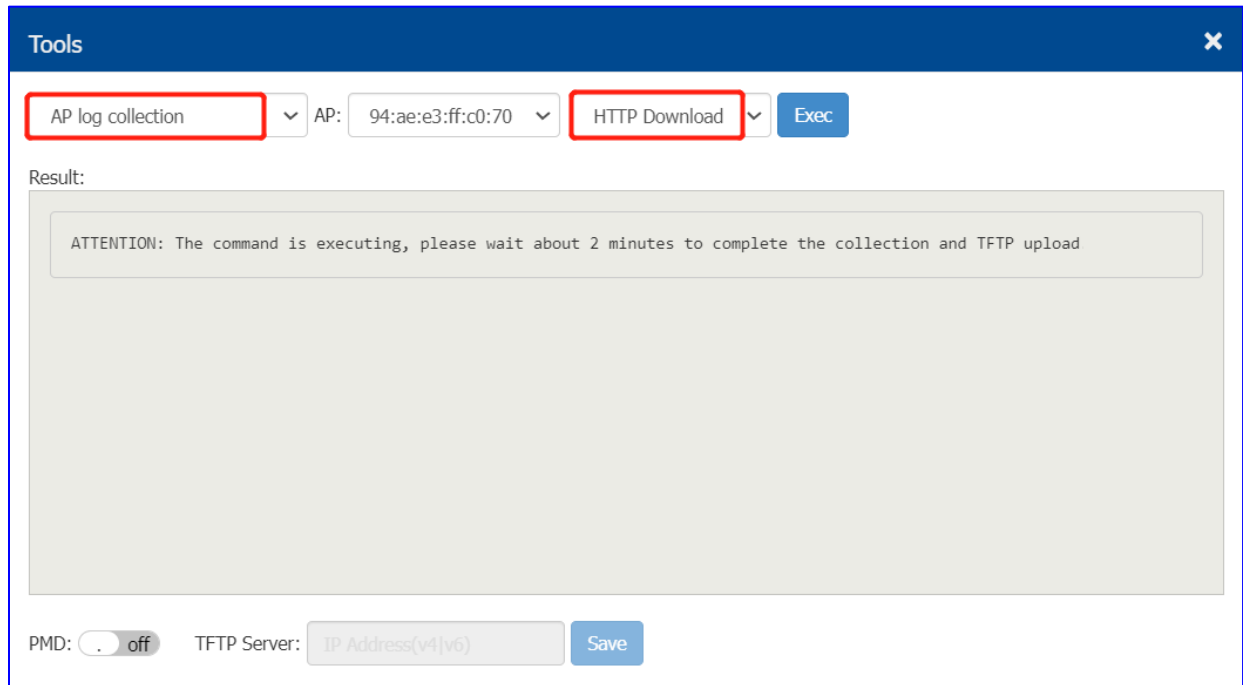 Tools
AP log collection AP: 94:ae:e3:ff:c0:70 HTTP Download Exec
Result:
ATTENTION: The command is executing, please wait about 2 minutes to complete the collection and TFTP upload
PMD: . off TFTP Server: IP Address(v4|v6) Save